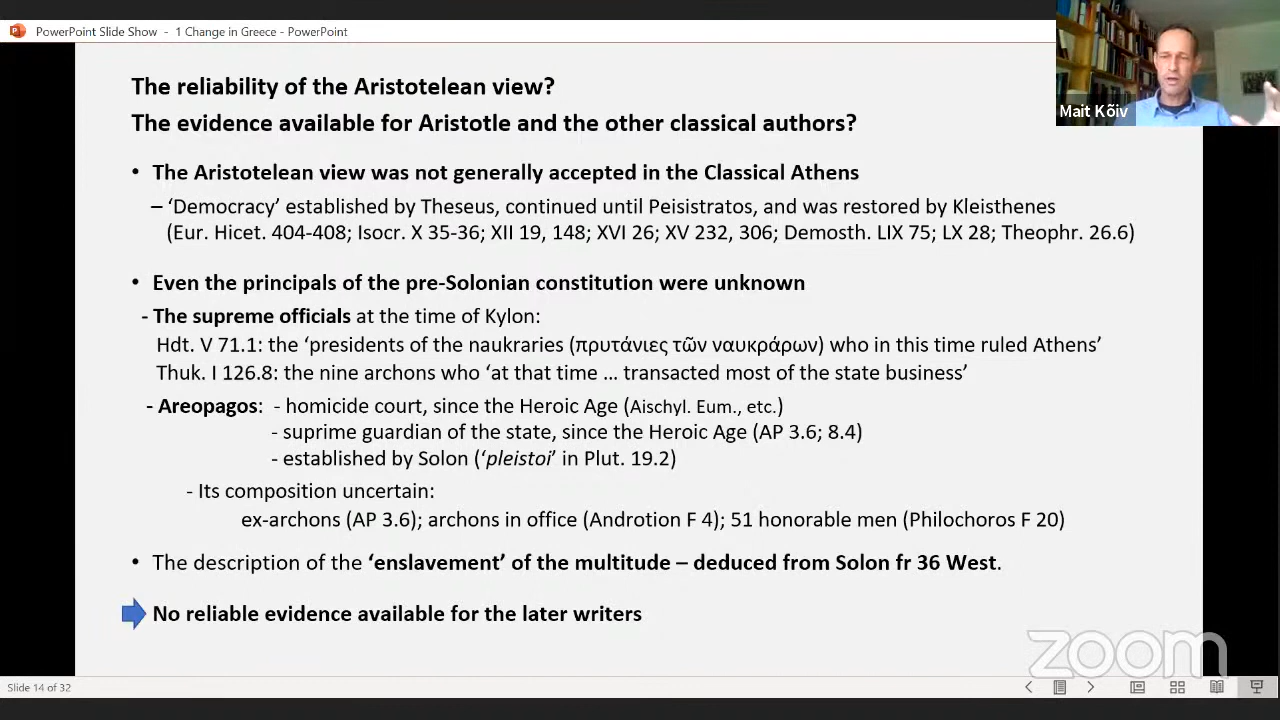 PowerPoint Slide Show - 1 Change in Greece - PowerPoint
Mait Kõiv
The reliability of the Aristotelean view?
The evidence available for Aristotle and the other classical authors?
• The Aristotelean view was not generally accepted in the Classical Athens
– ‘Democracy’ established by Theseus, continued until Peisistratos, and was restored by Kleisthenes
(Eur. Hicet. 404-408; Isocr. X 35-36; XII 19, 148; XVI 26; XV 232, 306; Demosth. LIX 75; LX 28; Theophr. 26.6)
• Even the principals of the pre-Solonian constitution were unknown
- The supreme officials at the time of Kylon:
Hdt. V 71.1: the ‘presidents of the naukraries (πρυτάνιες τῶν ναυκράρων) who in this time ruled Athens’
Thuk. I 126.8: the nine archons who ‘at that time … transacted most of the state business’
- Areopagos: - homicide court, since the Heroic Age (Aischyl. Eum., etc.)
- suprime guardian of the state, since the Heroic Age (AP 3.6; 8.4)
- established by Solon (‘pleistoi’ in Plut. 19.2)
- Its composition uncertain:
ex-archons (AP 3.6); archons in office (Androtion F 4); 51 honorable men (Philochoros F 20)
• The description of the ‘enslavement’ of the multitude – deduced from Solon fr 36 West.
No reliable evidence available for the later writers
zoom
Slide 14 of 32